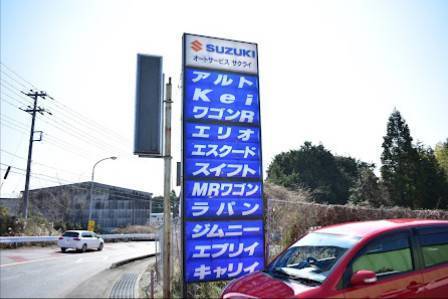 SUZUKI
オートサービス サクライ
アルト
Kei
ワゴンR
エリオ
エスクード
スイフト
MRワゴン
ラパン
ジムニー
エブリイ
キャリイ